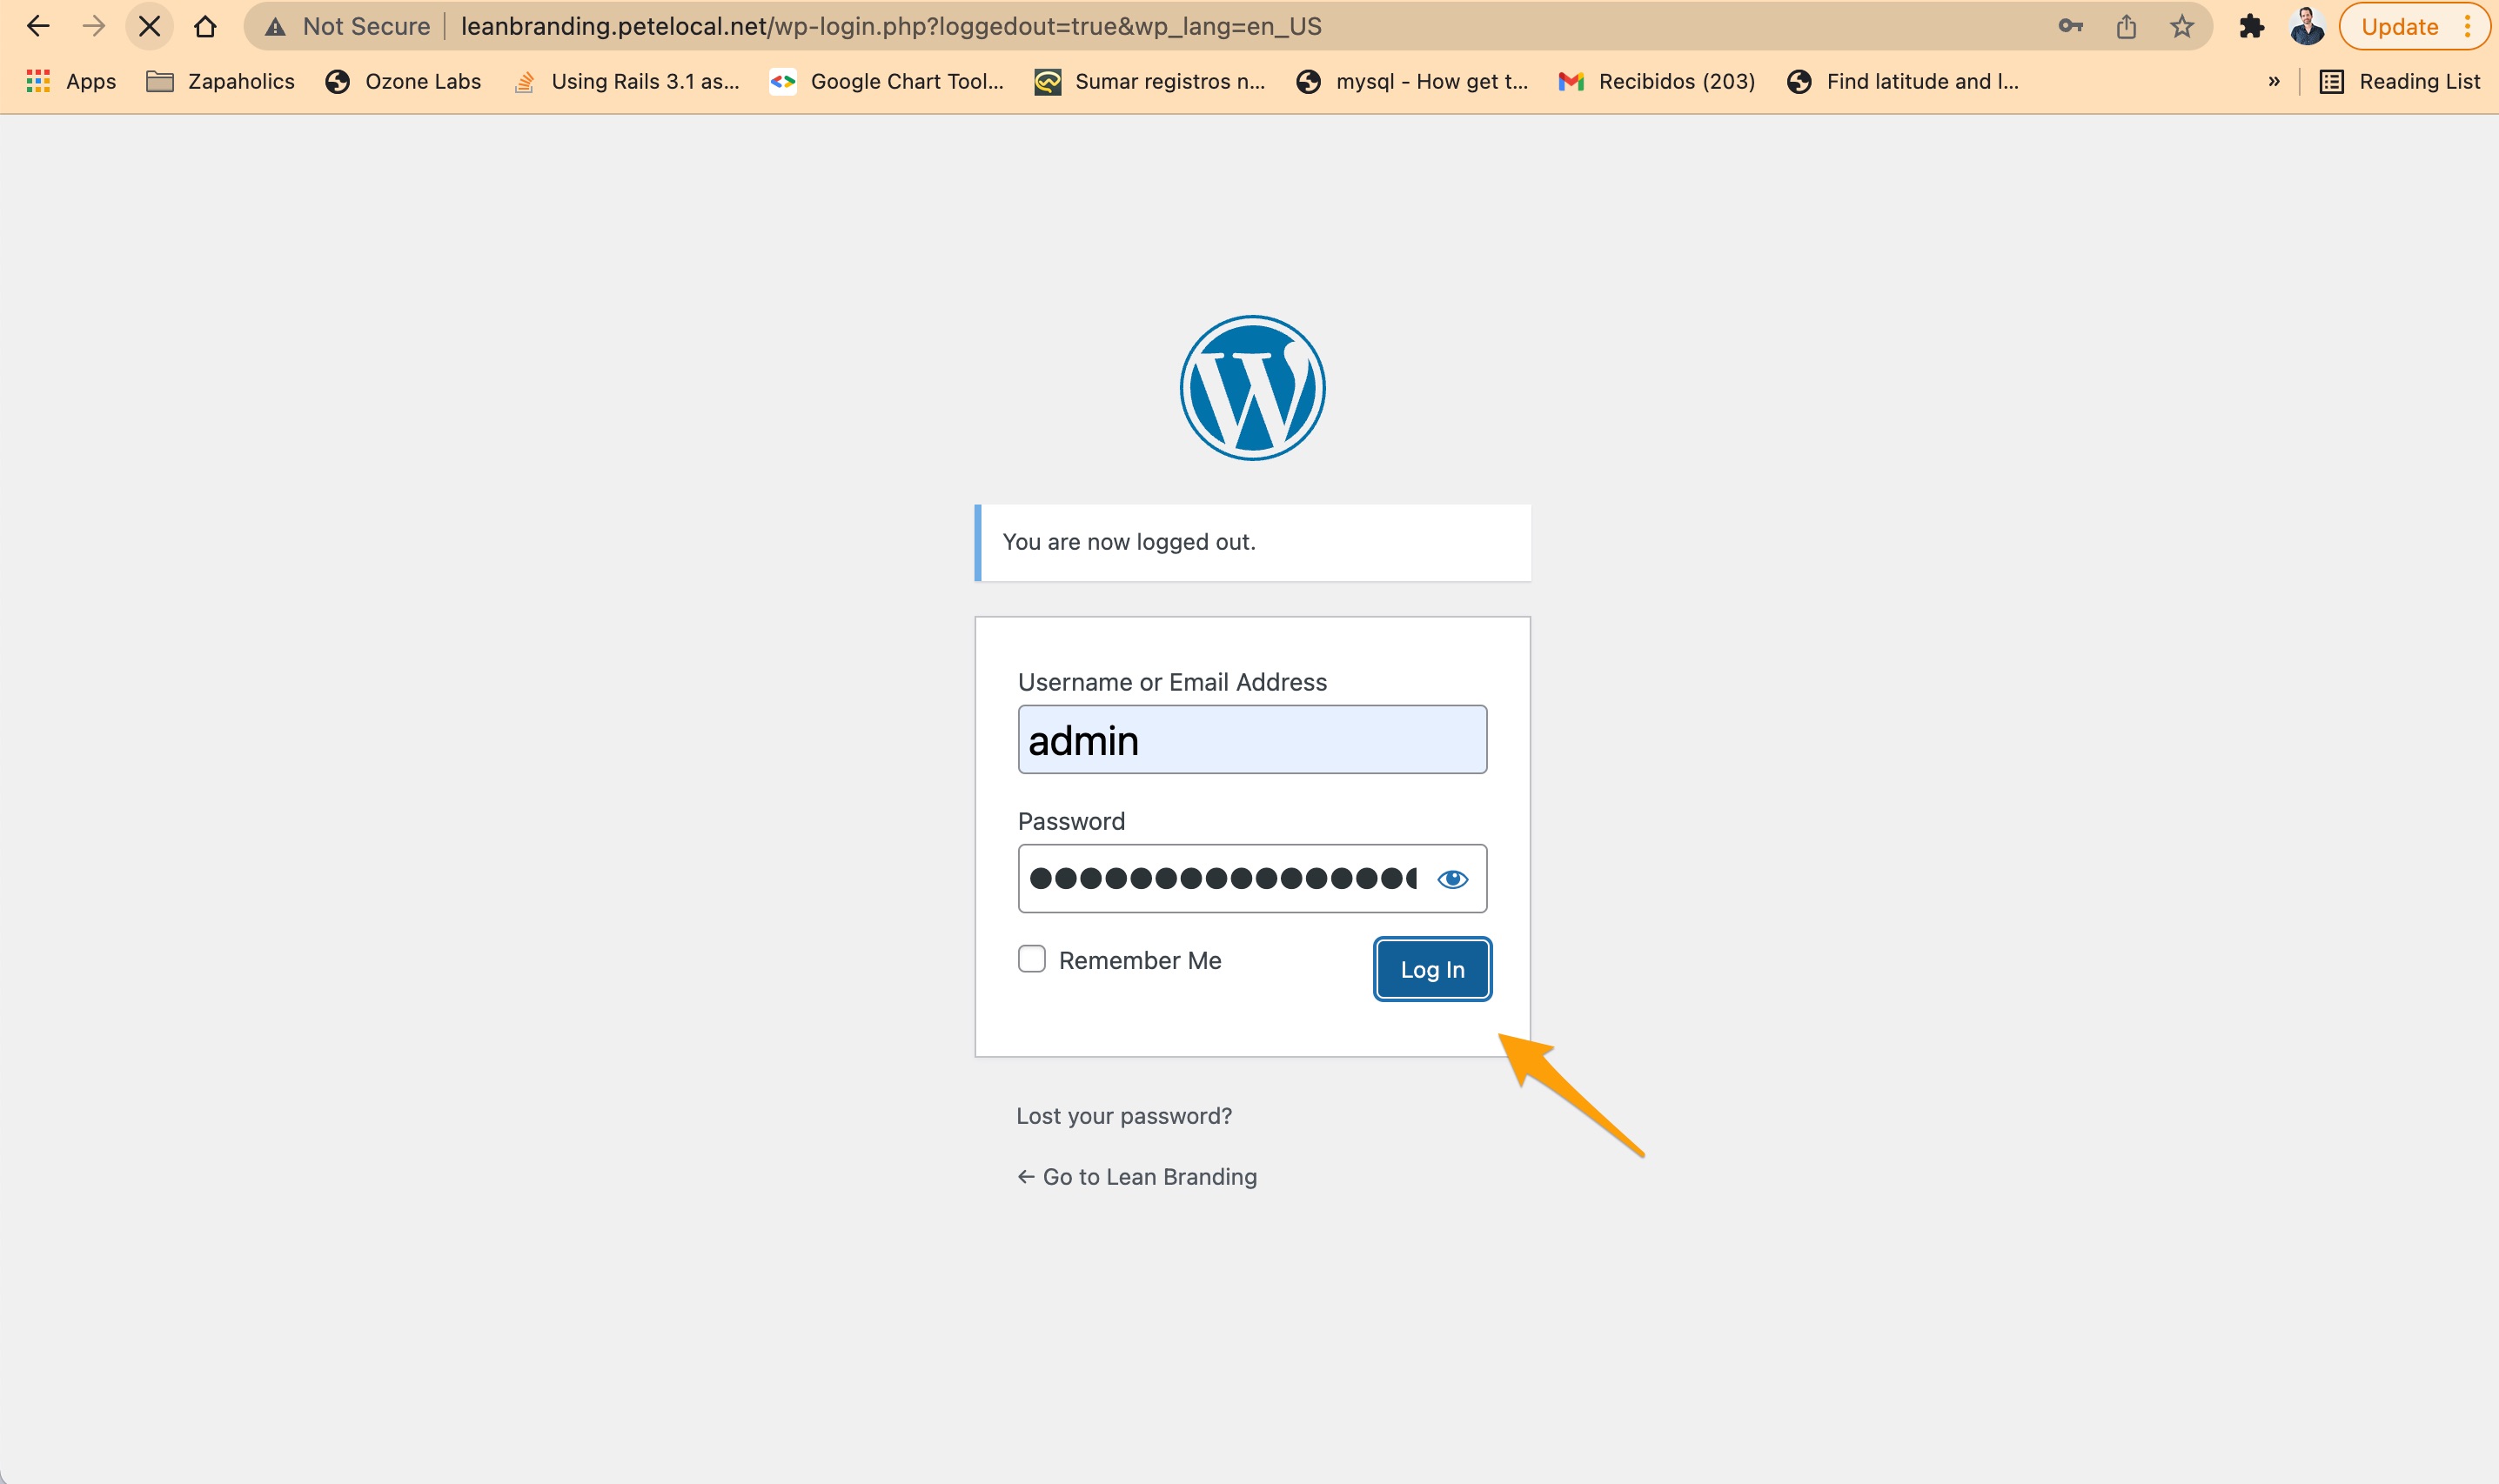 Not Secure leanbranding.petelocal.net/wp-login.php?loggedout=true&wp_lang=en_US Update
Apps Zapaholics Ozone Labs Using Rails 3.1 as... Google Chart Tool... Sumar registros n... mysql - How get t... Recibidos (203) Find latitude and l... » Reading List
You are now logged out.
Username or Email Address
admin
Password
Remember Me Log In
Lost your password?
← Go to Lean Branding